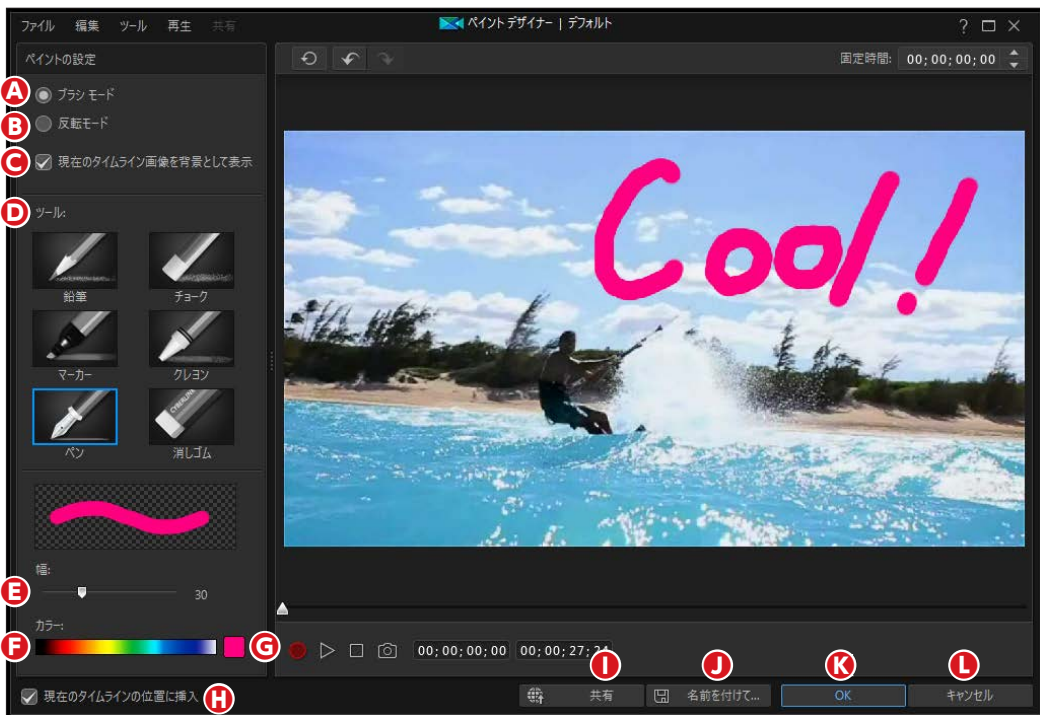 ファイル 編集 ツール 再生 共有 ペイント デザイナー | デフォルト ?
ペイントの設定
固定時間: 00;00;00;00
A ブラシ モード
B 反転モード
C 現在のタイムライン画像を背景として表示
D ツール:
鉛筆 チョーク
マーカー クレヨン
CYBERLINK
ペン 消しゴム
Cool!!
幅:
E 30
カラー:
F G
00;00;00;00 00;00;27;24
H 現在のタイムラインの位置に挿入
I J K L
共有 名前を付けて... OK キャンセル